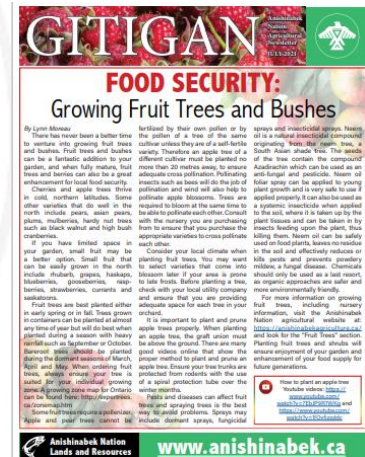 GITIGAN
Anishinabek
Nation
Agricultural
Newsletter
JULY 2021
FOOD SECURITY:
Growing Fruit Trees and Bushes
By Lynn Moreau
There has never been a better time
to venture into growing fruit trees
and bushes. Fruit trees and bushes
can be a fantastic addition to your
garden, and when fully mature, fruit
trees and berries can also be a great
enhancement for local food security.
Cherries and apple trees thrive
in cold, northern latitudes. Some
other varieties that do well in the
north include pears, asian pears,
plums, mulberries, hardy nut trees
such as black walnut and high bush
cranberries.
If you have limited space in
your garden, small fruit may be
a better option. Small fruit that
can be easily grown in the north
include rhubarb, grapes, haskaps,
blueberries, gooseberries, rasp-
berries, strawberries, currants and
saskatoons.
Fruit trees are best planted either
in early spring or in fall. Trees grown
in containers can be planted at almost
any time of year but will do best when
planted during a season with heavy
rainfall such as September or October.
Bareroot trees should be planted
during the dormant seasons of March,
April and May. When ordering fruit
trees, always ensure your tree is
suited for your individual growing
zone. A growing zone map for Ontario
can be found here:
Some fruit trees require a pollenizer.
Apple and pear trees cannot be
fertilized by their own pollen or by
the pollen of a tree of the same
cultivar unless they are of a self-fertile
variety. Therefore an apple tree of a
different cultivar must be planted no
more than 20 metres away, to ensure
adequate cross pollination. Pollinating
insects such as bees will do the job of
pollination and wind will also help to
pollinate apple blossoms. Trees are
required to bloom at the same time to
be able to pollinate each other. Consult
with the nursery you are purchasing
from to ensure that you purchase the
appropriate varieties to cross pollinate
each other.
Consider your local climate when
planting fruit trees. You may want
to select varieties that come into
blossom later if your area is prone
to late frosts. Before planting a tree,
check with your local utility company
and ensure that you are providing
adequate space for each tree in your
orchard.
It is important to plant and prune
apple trees properly. When planting
an apple tree, the graft union must
be above the ground. There are many
good videos online that show the
proper method to plant and prune an
apple tree. Ensure your tree trunks are
protected from rodents with the use
of a spiral protection tube over the
winter months.
Pests and diseases can affect fruit
trees and spraying trees is the best
way to avoid problems. Sprays may
include dormant sprays, fungicidal
sprays and insecticidal sprays. Neem
oil is a natural insecticide compound
originating from the neem tree, a
South Asian shade tree. The seeds
of the tree contain the compound
Azadirachin which can be used as an
anti-fungal and pesticide. Neem oil
foliar spray can be applied to young
plant growth and is very safe to use if
applied properly. It can also be used as
a systemic insecticide when applied
to the soil, where it is taken up by the
plant tissues and can be taken in by
insects feeding upon the plant, thus
killing them. Neem oil can be safely
used on food plants, leaves no residue
in the soil and effectively reduces or
kills pests and prevents powdery
mildew, a fungal disease. Chemicals
should only be used as a last resort,
as organic approaches are safer and
more environmentally friendly.
For more information on growing
fruit trees, including nursery
information, visit the Anishinabek
Nation agricultural website at:
https://anishinabekagriculture.ca/
and look for the "Fruit Trees" section.
Planting fruit trees and shrubs will
ensure enjoyment of your garden and
enhancement of your food supply for
future generations.
How to plant an apple tree
Youtube videos: https://
www.youtube.com/
and
https://www.youtube.com/
Anishinabek Nation
Lands and Resources
www.anishinabek.ca